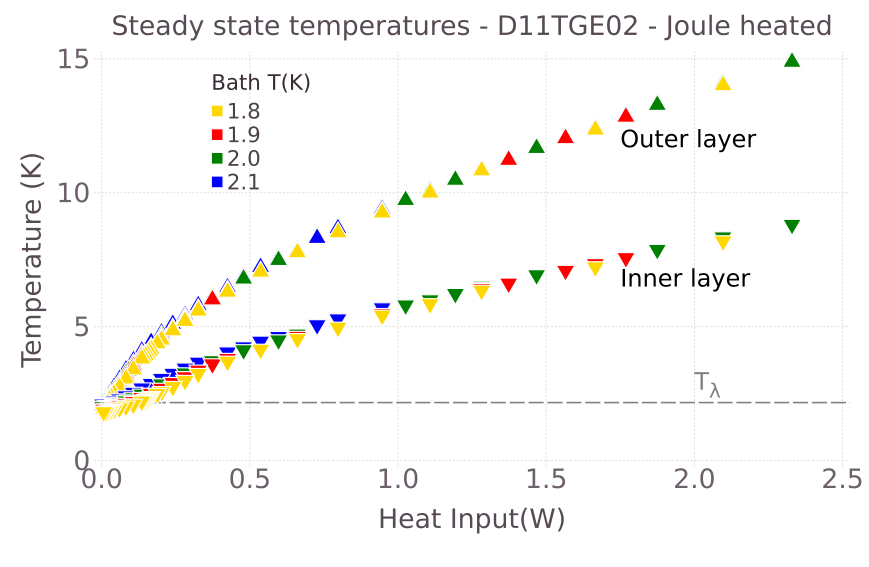 Steady state temperatures - D11TGE02 - Joule heated
15
Bath T(K)
1.8
1.9
2.0
2.1
Outer layer
10
Temperature (K)
Inner layer
5
Tλ
0
0.0 0.5 1.0 1.5 2.0 2.5
Heat Input(W)